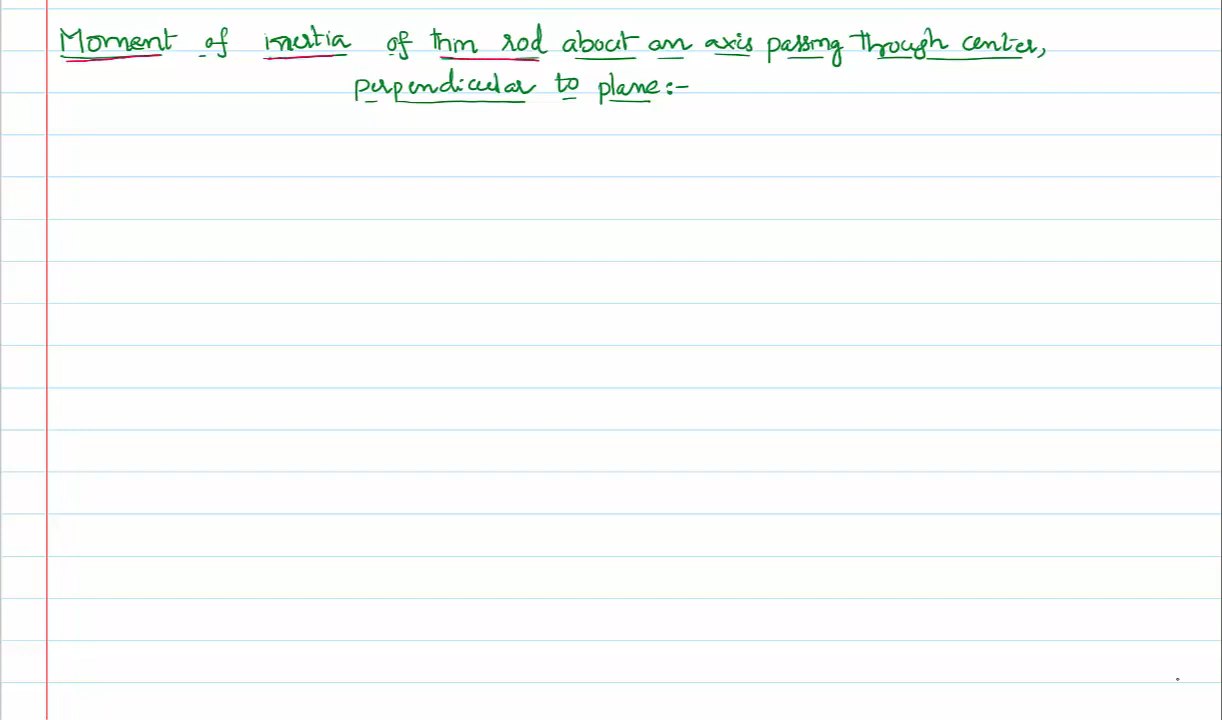 Moment of inertia of thin rod about an axis passing through center,
perpendicular to plane:-